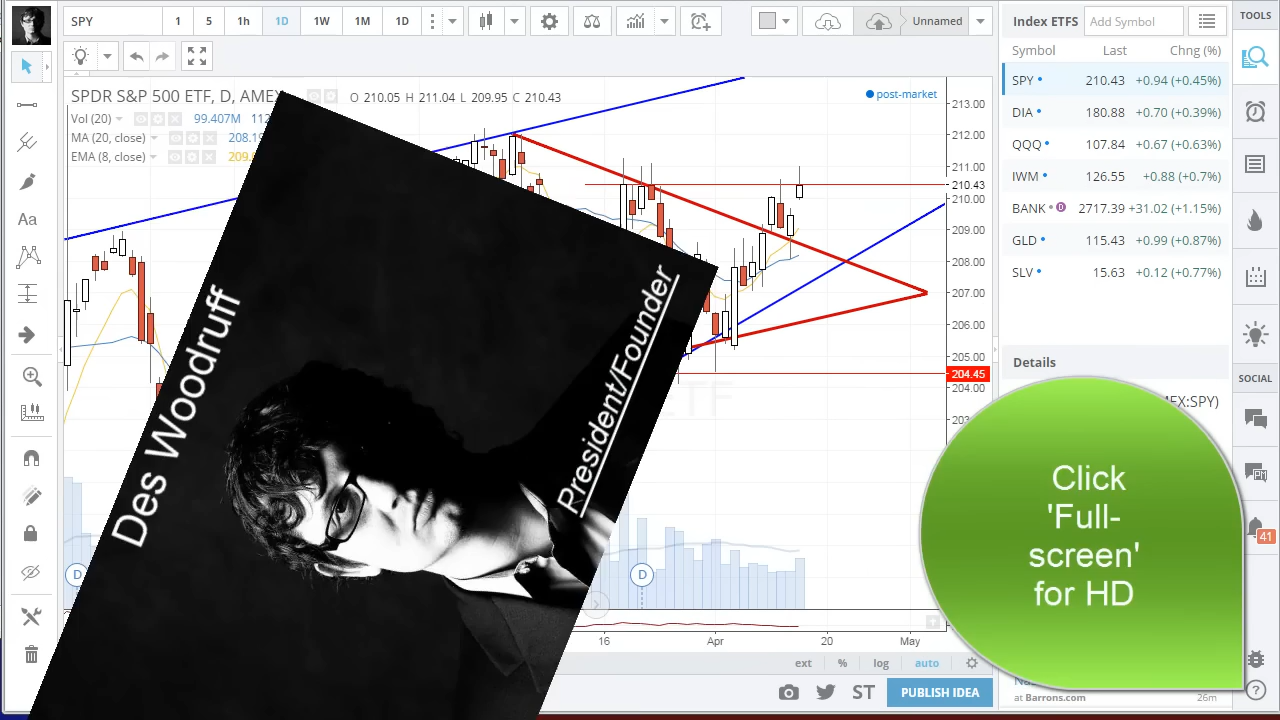 SPY
1
5
1h
1D
1W
1M
1D
Unnamed
SPDR S&P 500 ETF, D, AMEX
O 210.05 H 211.04 L 209.95 C 210.43
post-market
Vol (20)
99.407M
MA (20, close)
EMA (8, close)
Aa
213.00
212.00
211.00
210.43
210.00
209.00
208.00
207.00
206.00
205.00
204.45
204.00
D
D
16
Apr
20
May
ext
%
log
auto
ST
PUBLISH IDEA
Des Woodruff
President/Founder
Index ETFS
Add Symbol
Symbol Last Chng (%)
SPY 210.43 +0.94 (+0.45%)
DIA 180.88 +0.70 (+0.39%)
QQQ 107.84 +0.67 (+0.63%)
IWM 126.55 +0.88 (+0.7%)
BANK D 2717.39 +31.02 (+1.15%)
GLD 115.43 +0.99 (+0.87%)
SLV 15.63 +0.12 (+0.77%)
Details
:SPY)
Click
'Full-
screen'
for HD
at Barrons.com
26m
TOOLS
SOCIAL
41